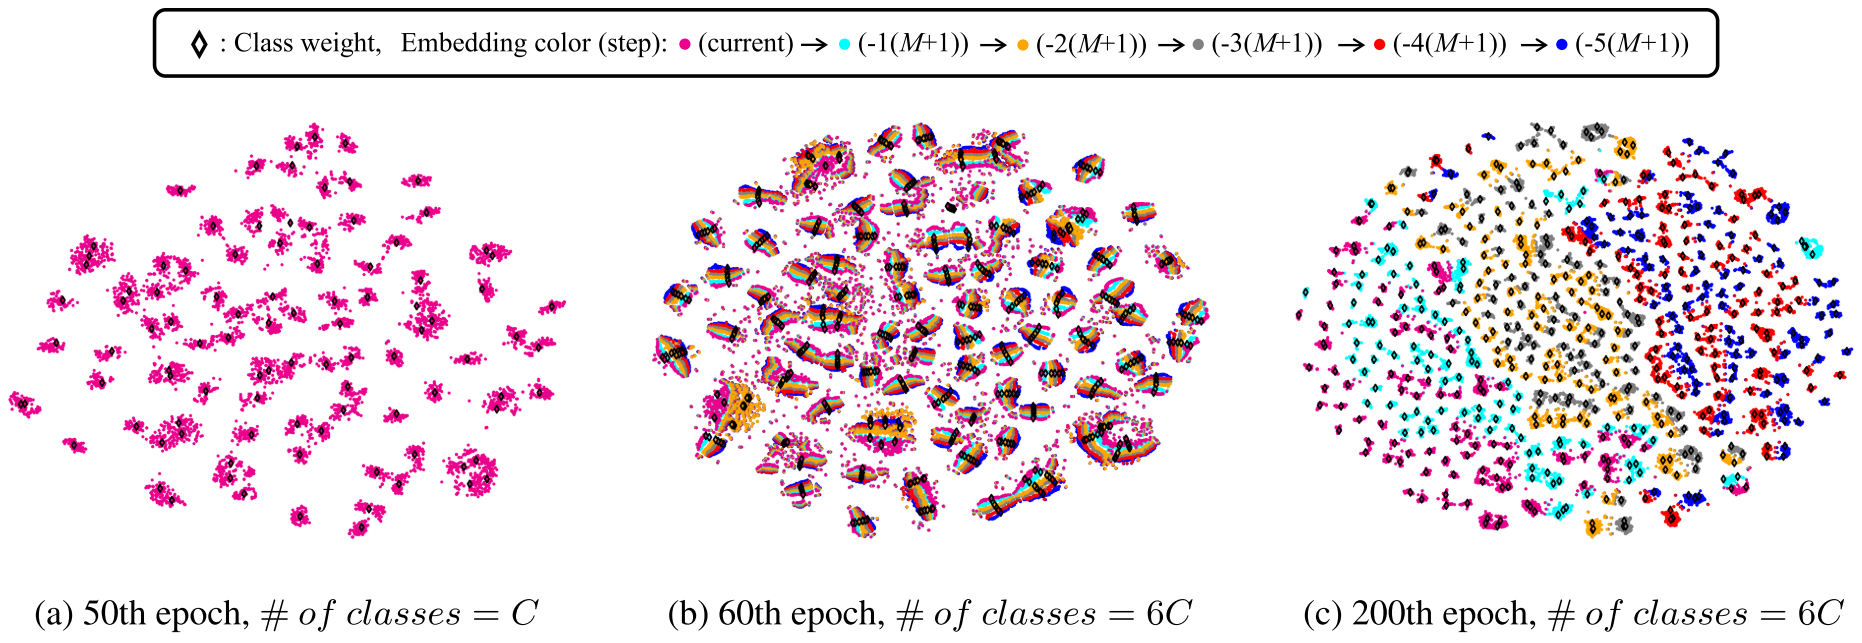 : Class weight, Embedding color (step): (current) → (-1(M+1)) → (-2(M+1)) → (-3(M+1)) → (-4(M+1)) → (-5(M+1))
(a) 50th epoch, # of classes = C
(b) 60th epoch, # of classes = 6C
(c) 200th epoch, # of classes = 6C